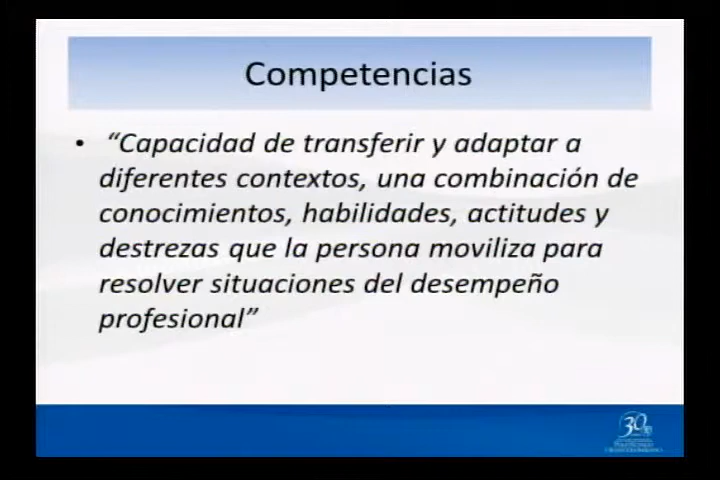 Competencias
• “Capacidad de transferir y adaptar a
diferentes contextos, una combinación de
conocimientos, habilidades, actitudes y
destrezas que la persona moviliza para
resolver situaciones del desempeño
profesional”
30